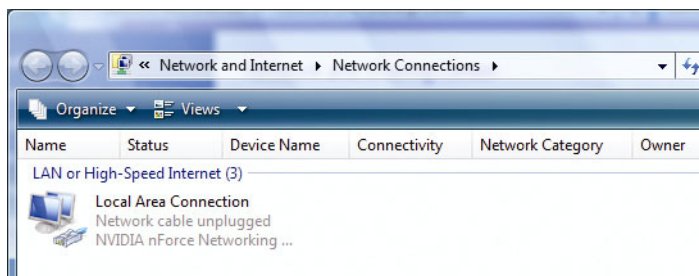 « Network and Internet Network Connections
Organize Views
Name Status Device Name Connectivity Network Category Owner
LAN or High-Speed Internet (3)
Local Area Connection
Network cable unplugged
NVIDIA nForce Networking ...